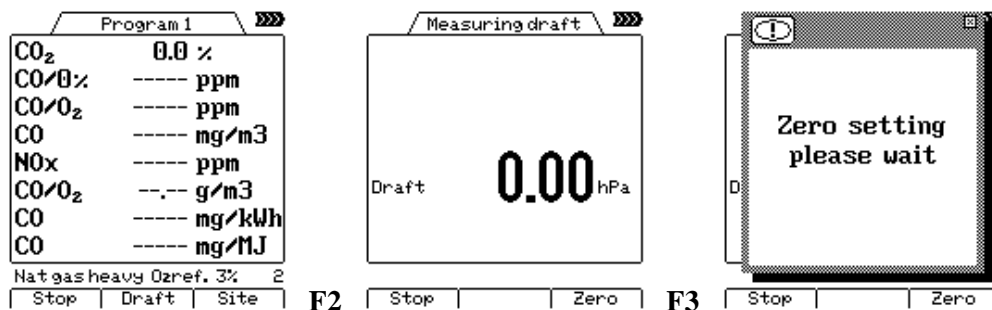 Program 1
CO₂ 0.0 %
CO/0% ----- ppm
CO/O₂ ----- ppm
CO ----- mg/m3
NOx ----- ppm
CO/O₂ --.-- g/m3
CO ----- mg/kWh
CO ----- mg/MJ
Nat gas heavy O2ref. 3% 2
Stop Draft Site
F2
Measuring draft
Draft 0.00 hPa
Stop Zero
F3
Zero setting
please wait
D
Stop Zero